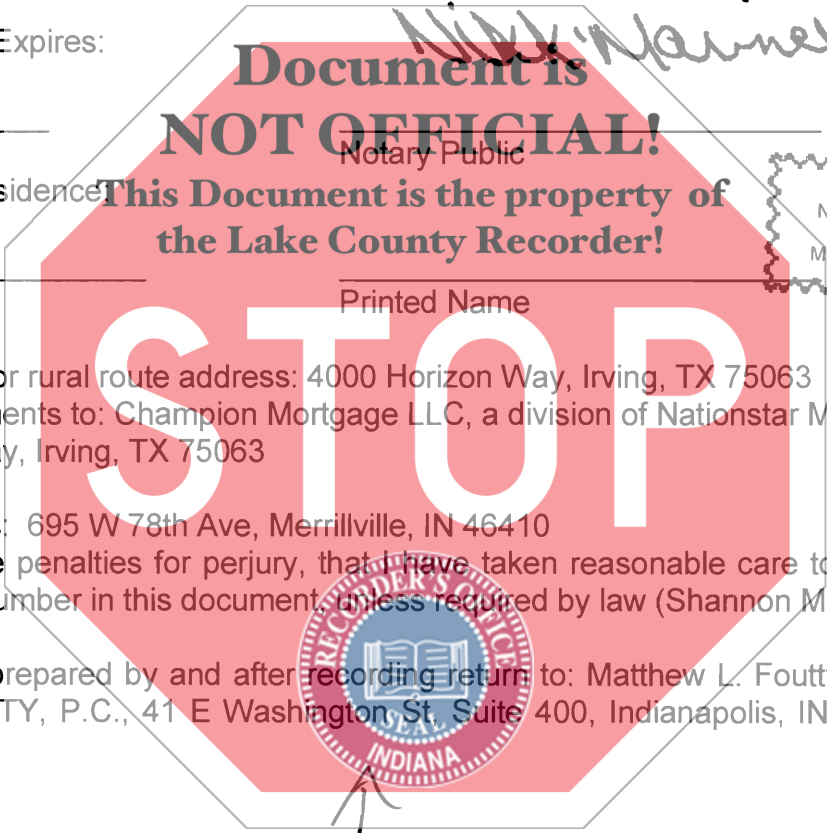 Expires:
Document is
NOT OFFICIAL!
Notary Public
sidence:
This Document is the property of
the Lake County Recorder!
Printed Name
STOP
or rural route address: 4000 Horizon Way, Irving, TX 75063
ents to: Champion Mortgage LLC, a division of Nationstar M
y, Irving, TX 75063
: 695 W 78th Ave, Merrillville, IN 46410
e penalties for perjury, that I have taken reasonable care to
umber in this document, unless required by law (Shannon M
prepared by and after recording return to: Matthew L. Foutt
TY, P.C., 41 E Washington St, Suite 400, Indianapolis, IN
RECORDER'S OFFICE
SEAL
INDIANA